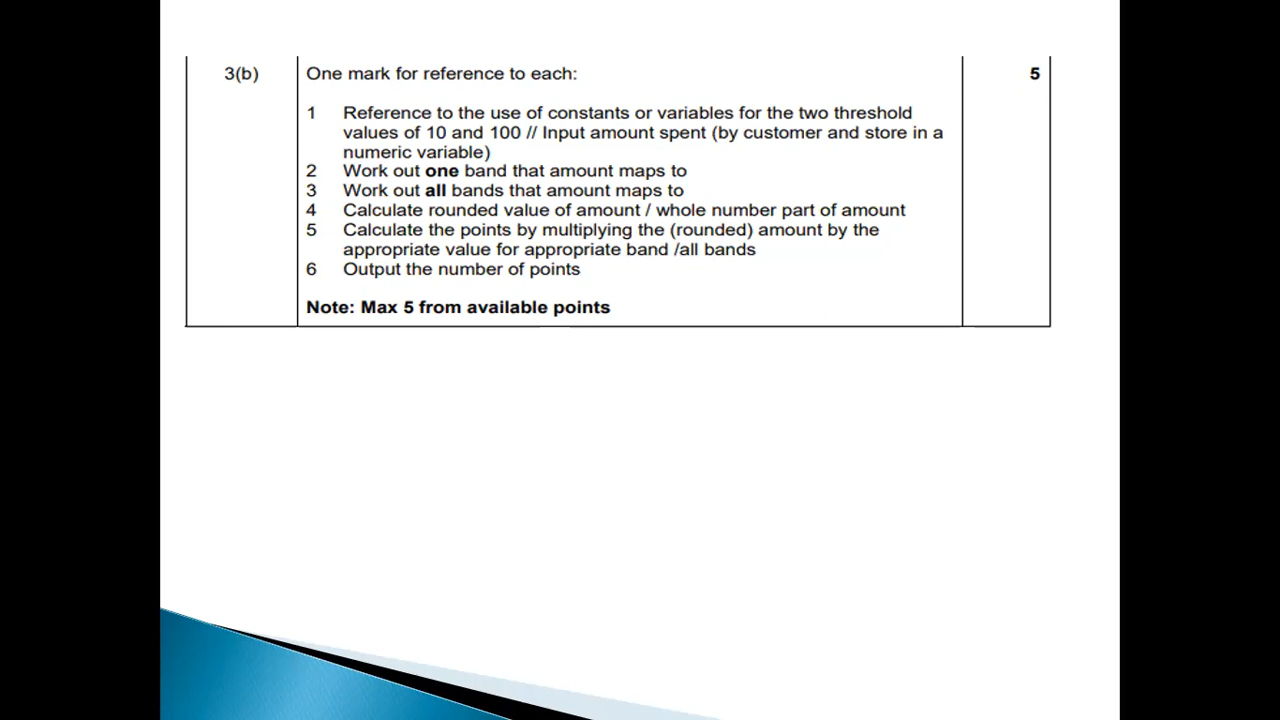 3(b) One mark for reference to each: 5
1 Reference to the use of constants or variables for the two threshold
values of 10 and 100 // Input amount spent (by customer and store in a
numeric variable)
2 Work out one band that amount maps to
3 Work out all bands that amount maps to
4 Calculate rounded value of amount / whole number part of amount
5 Calculate the points by multiplying the (rounded) amount by the
appropriate value for appropriate band /all bands
6 Output the number of points
Note: Max 5 from available points